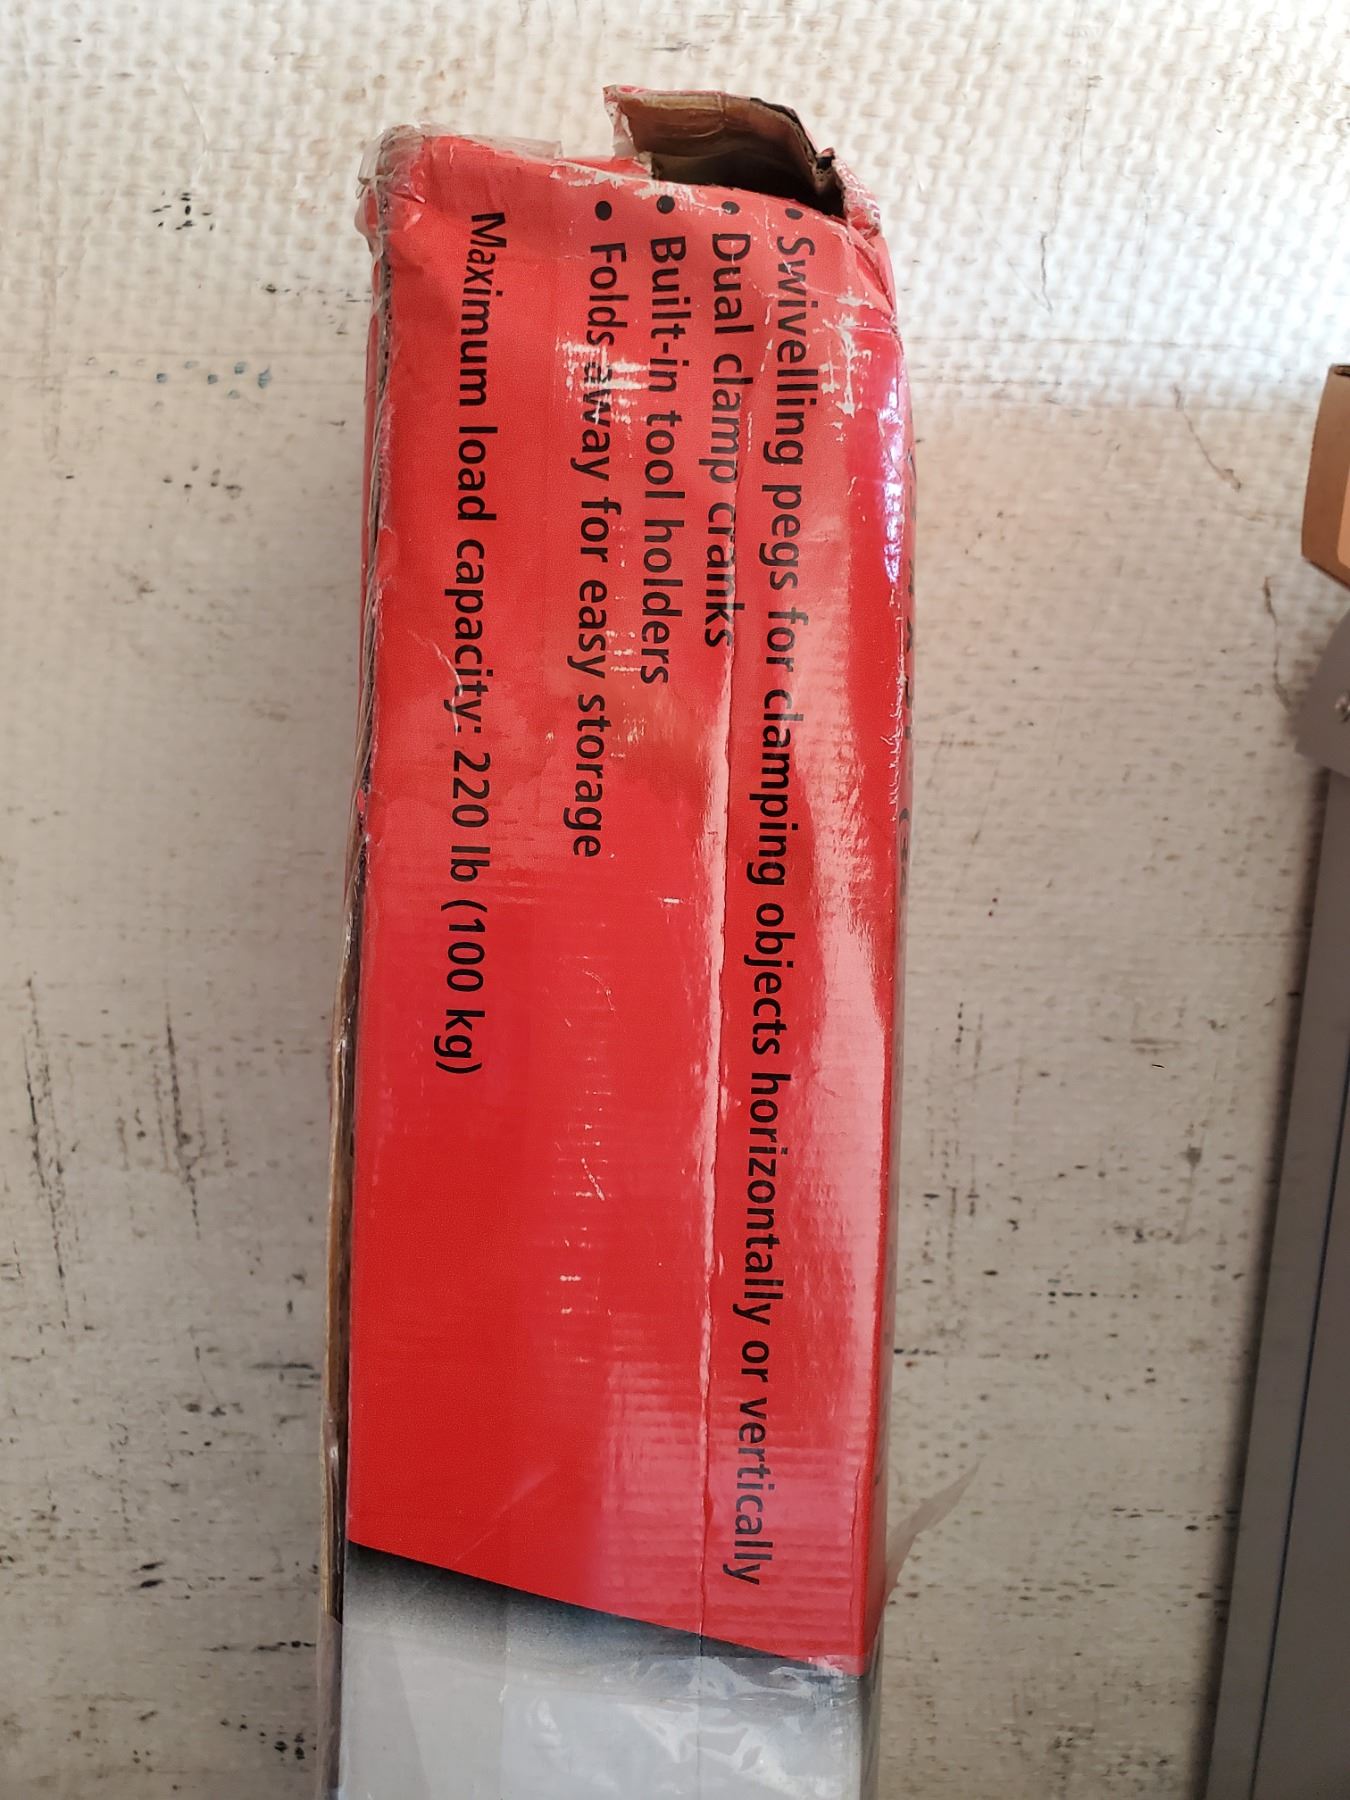 • Swivelling pegs for clamping objects horizontally or vertically
• Dual clamp cranks
• Built-in tool holders
• Folds away for easy storage
Maximum load capacity: 220 lb (100 kg)